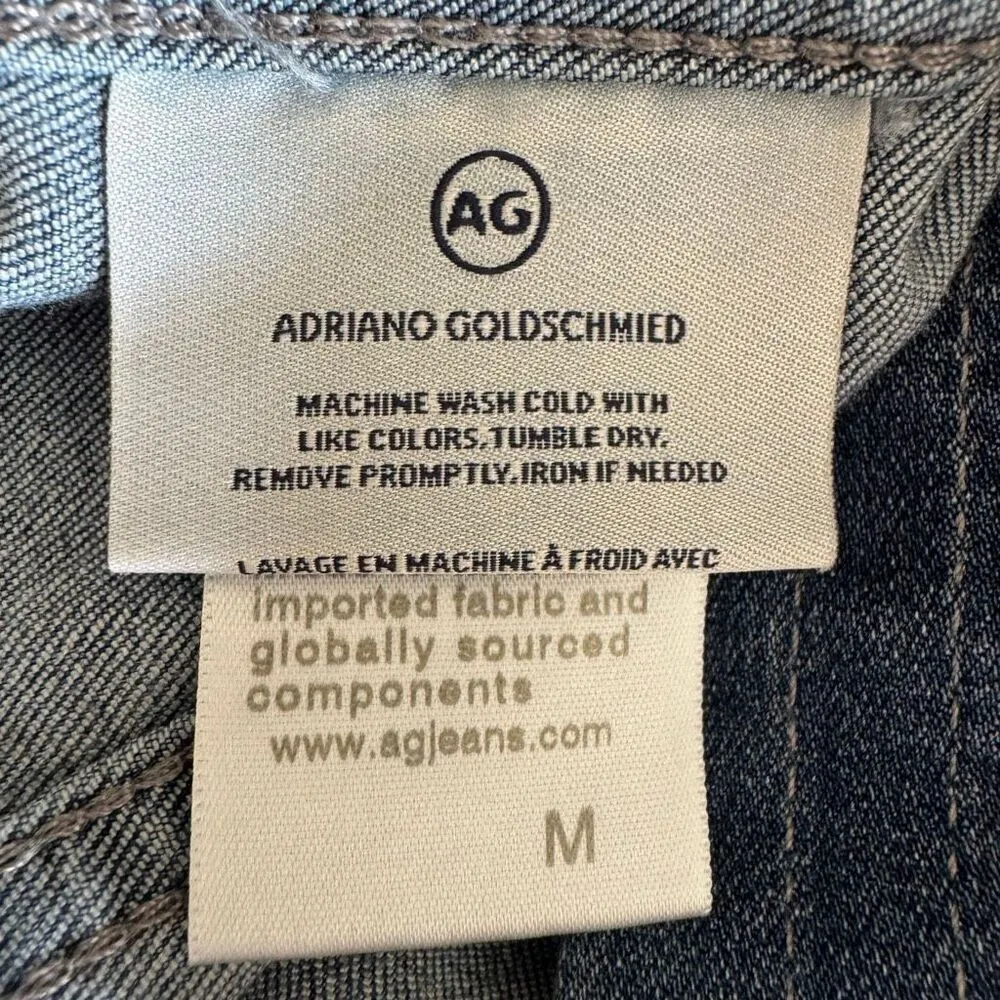 AG
ADRIANO GOLDSCHMIED
MACHINE WASH COLD WITH
LIKE COLORS.TUMBLE DRY.
REMOVE PROMPTLY.IRON IF NEEDED
LAVAGE EN MACHINE À FROID AVEC
imported fabric and
globally sourced
components
www.agjeans.com
M